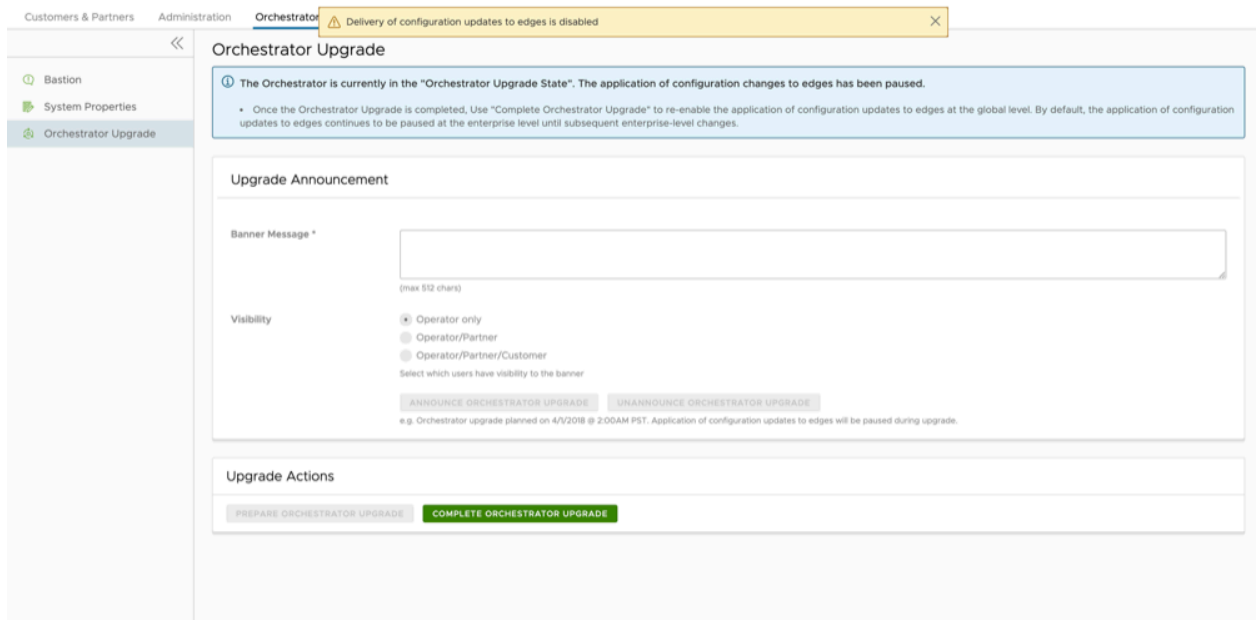 Customers & Partners Administration Orchestrator
Delivery of configuration updates to edges is disabled
Orchestrator Upgrade
Bastion
System Properties
Orchestrator Upgrade
The Orchestrator is currently in the "Orchestrator Upgrade State". The application of configuration changes to edges has been paused.
• Once the Orchestrator Upgrade is completed, Use "Complete Orchestrator Upgrade" to re-enable the application of configuration updates to edges at the global level. By default, the application of configuration
updates to edges continues to be paused at the enterprise level until subsequent enterprise-level changes.
Upgrade Announcement
Banner Message *
(max 512 chars)
Visibility
Operator only
Operator/Partner
Operator/Partner/Customer
Select which users have visibility to the banner
ANNOUNCE ORCHESTRATOR UPGRADE UNANNOUNCE ORCHESTRATOR UPGRADE
e.g. Orchestrator upgrade planned on 4/1/2018 @ 2:00AM PST. Application of configuration updates to edges will be paused during upgrade.
Upgrade Actions
PREPARE ORCHESTRATOR UPGRADE COMPLETE ORCHESTRATOR UPGRADE